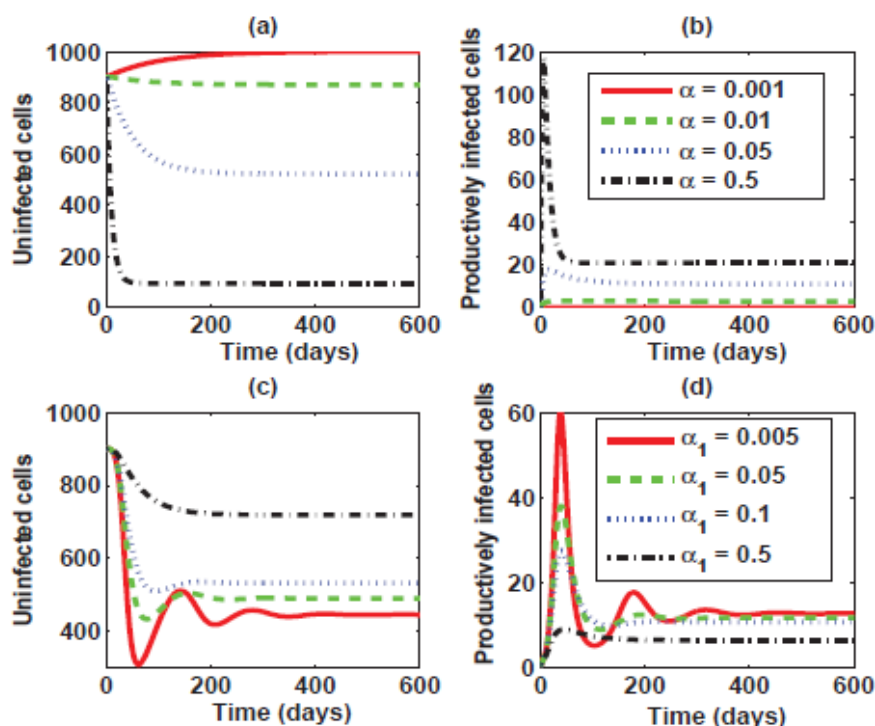 (a)
Uninfected cells
1000
800
600
400
200
0
0 200 400 600
Time (days)
(b)
Productively infected cells
120
100
80
60
40
20
0
α = 0.001
α = 0.01
α = 0.05
α = 0.5
0 200 400 600
Time (days)
(c)
Uninfected cells
1000
800
600
400
0 200 400 600
Time (days)
(d)
Productively infected cells
60
40
20
0
α₁ = 0.005
α₁ = 0.05
α₁ = 0.1
α₁ = 0.5
0 200 400 600
Time (days)